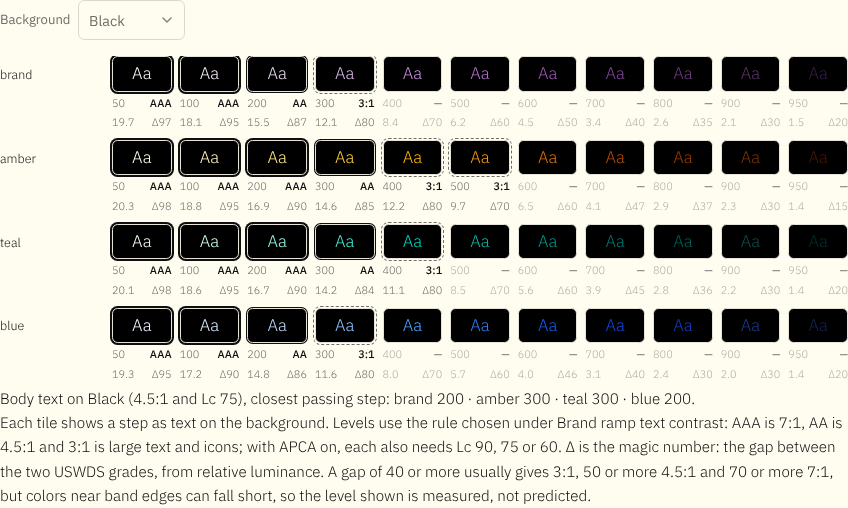 Background Black
brand Aa Aa Aa Aa Aa Aa Aa Aa Aa Aa Aa
50 AAA 100 AAA 200 AA 300 3:1 400 — 500 — 600 — 700 — 800 — 900 — 950 —
19.7 Δ97 18.1 Δ95 15.5 Δ87 12.1 Δ80 8.4 Δ70 6.2 Δ60 4.5 Δ50 3.4 Δ40 2.6 Δ35 2.1 Δ30 1.5 Δ20
amber Aa Aa Aa Aa Aa Aa Aa Aa Aa Aa Aa
50 AAA 100 AAA 200 AAA 300 AA 400 3:1 500 3:1 600 — 700 — 800 — 900 — 950 —
20.3 Δ98 18.8 Δ95 16.9 Δ90 14.6 Δ85 12.2 Δ80 9.7 Δ70 6.5 Δ60 4.1 Δ47 2.9 Δ37 2.3 Δ30 1.4 Δ15
teal Aa Aa Aa Aa Aa Aa Aa Aa Aa Aa Aa
50 AAA 100 AAA 200 AAA 300 AA 400 3:1 500 — 600 — 700 — 800 — 900 — 950 —
20.1 Δ98 18.6 Δ95 16.7 Δ90 14.2 Δ84 11.1 Δ80 8.5 Δ70 5.6 Δ60 3.9 Δ45 2.8 Δ36 2.2 Δ30 1.4 Δ20
blue Aa Aa Aa Aa Aa Aa Aa Aa Aa Aa Aa
50 AAA 100 AAA 200 AA 300 3:1 400 — 500 — 600 — 700 — 800 — 900 — 950 —
19.3 Δ95 17.2 Δ90 14.8 Δ86 11.6 Δ80 8.0 Δ70 5.7 Δ60 4.0 Δ46 3.1 Δ40 2.4 Δ30 2.0 Δ30 1.4 Δ20
Body text on Black (4.5:1 and Lc 75), closest passing step: brand 200 · amber 300 · teal 300 · blue 200.
Each tile shows a step as text on the background. Levels use the rule chosen under Brand ramp text contrast: AAA is 7:1, AA is
4.5:1 and 3:1 is large text and icons; with APCA on, each also needs Lc 90, 75 or 60. Δ is the magic number: the gap between
the two USWDS grades, from relative luminance. A gap of 40 or more usually gives 3:1, 50 or more 4.5:1 and 70 or more 7:1,
but colors near band edges can fall short, so the level shown is measured, not predicted.